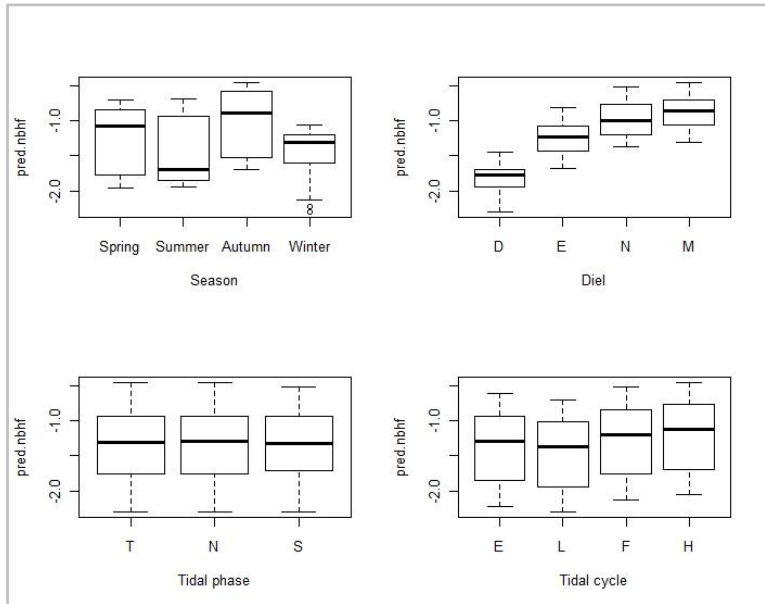 pred.nbhf
-1.0
-2.0
Spring Summer Autumn Winter
Season
pred.nbhf
-1.0
-2.0
D E N M
Diel
pred.nbhf
-1.0
-2.0
T N S
Tidal phase
pred.nbhf
-1.0
-2.0
E L F H
Tidal cycle